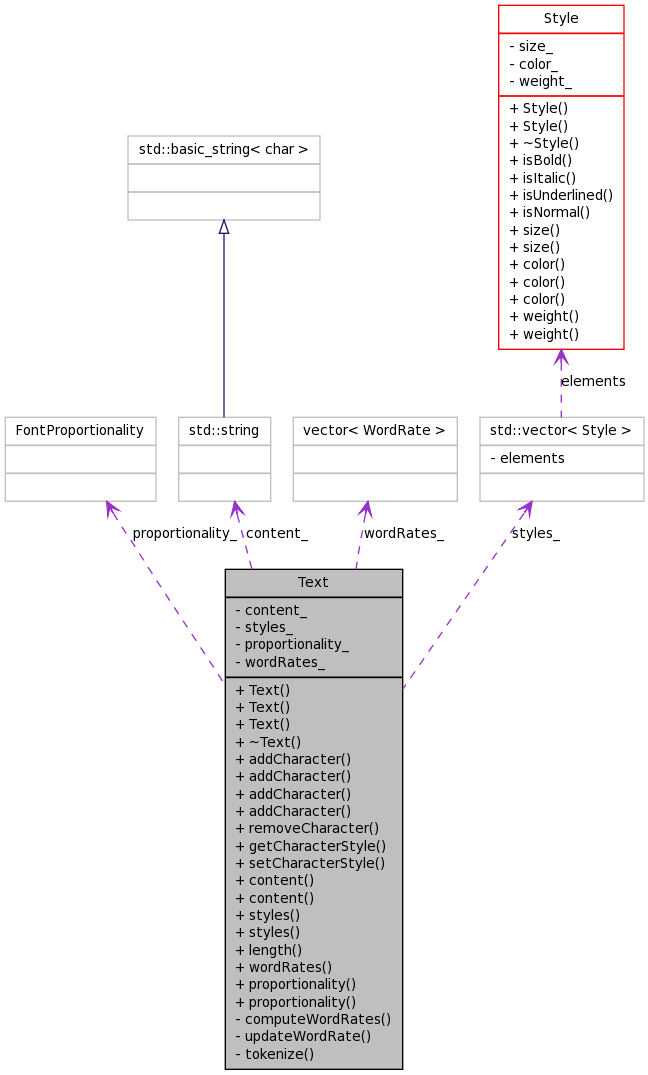 Style
- size_
- color_
- weight_
+ Style()
+ Style()
+ ~Style()
+ isBold()
+ isItalic()
+ isUnderlined()
+ isNormal()
+ size()
+ size()
+ color()
+ color()
+ color()
+ weight()
+ weight()
std::basic_string< char >
elements
FontProportionality
std::string
vector< WordRate >
std::vector< Style >
- elements
proportionality_
content_
wordRates_
styles_
Text
- content_
- styles_
- proportionality_
- wordRates_
+ Text()
+ Text()
+ Text()
+ ~Text()
+ addCharacter()
+ addCharacter()
+ addCharacter()
+ addCharacter()
+ removeCharacter()
+ getCharacterStyle()
+ setCharacterStyle()
+ content()
+ content()
+ styles()
+ styles()
+ length()
+ wordRates()
+ proportionality()
+ proportionality()
- computeWordRates()
- updateWordRate()
- tokenize()